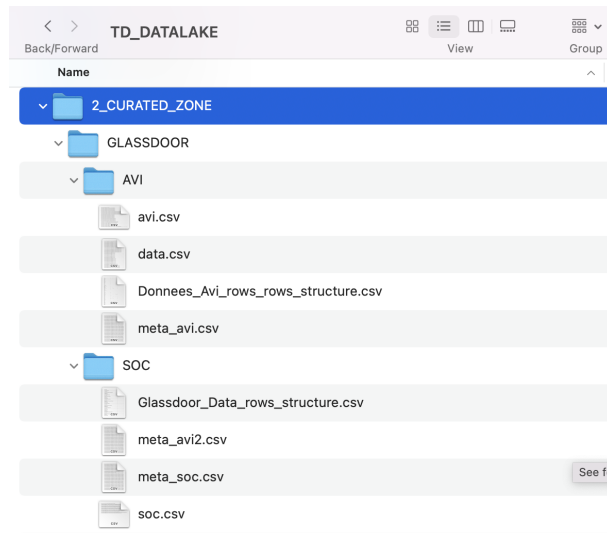 TD_DATALAKE
Back/Forward
View
Group
Name
2_CURATED_ZONE
GLASSDOOR
AVI
avi.csv
data.csv
Donnees_Avi_rows_rows_structure.csv
meta_avi.csv
SOC
Glassdoor_Data_rows_structure.csv
meta_avi2.csv
meta_soc.csv
See f
soc.csv